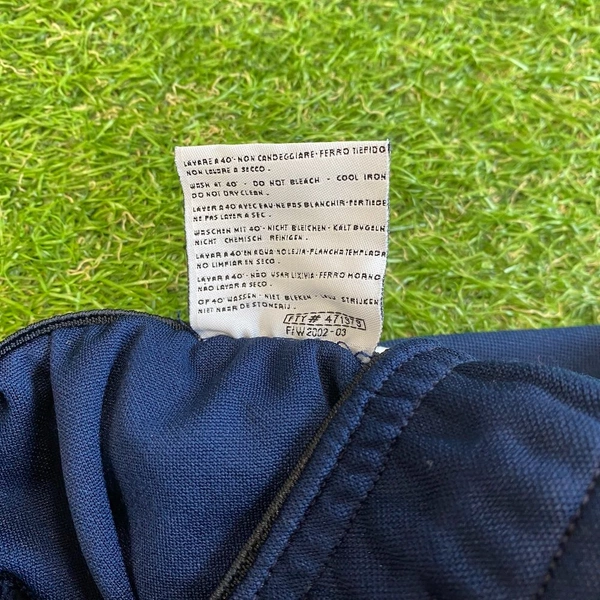 LAVARE A 40°-NON CANDEGGIARE-FERRO TIEPIDO
NON LAVARE A SECCO.
WASH AT 40° - DO NOT BLEACH - COOL IRON
DO NOT DRY CLEAN.
LAVER A 40 AVEC EAU-NE PAS BLANCHIR-FER TIEDE
NE PAS LAVER A SEC.
WASCHEN MIT 40°-NICHT BLEICHEN-KALT BÜGELN
NICHT CHEMISCH REINIGEN.
LAVAR A 40°EN AQUA NO LEJIA-PLANCHA TEMPLADA
NO LIMPIAR EN SECO.
LAVAR A 40°-NÃO USAR LIXIVIA-FERRO MORNO
NÃO LAVAR A SECO.
OP 40° WASSEN-NIET BLEKEN- STRIJKEN
NIET NAAR DE STOMERIJ.
FTY# 471375
F/W 2002-03